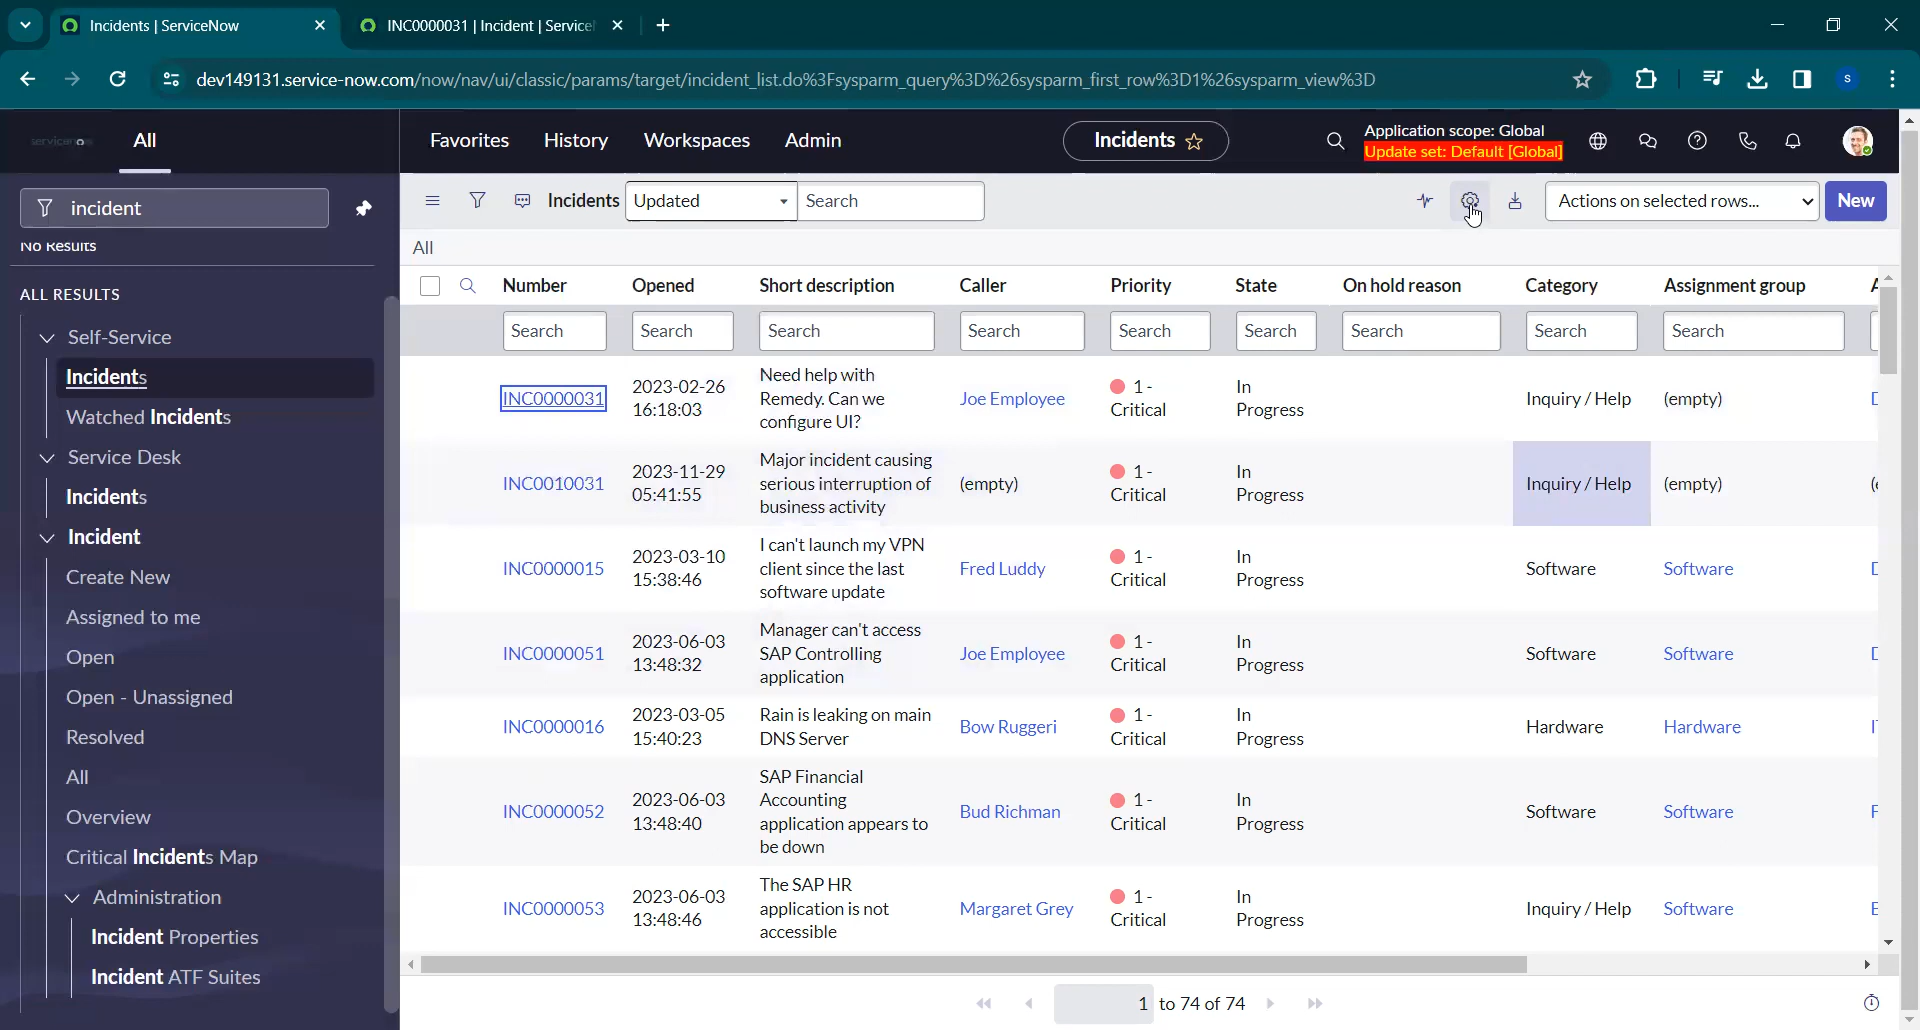 Incidents | ServiceNow
INC0000031 | Incident | Service
dev149131.service-now.com/now/nav/ui/classic/params/target/incident_list.do%3Fsysparm_query%3D%26sysparm_first_row%3D1%26sysparm_view%3D
S
servicenow
All
Favorites
History
Workspaces
Admin
Incidents
Application scope: Global
Update set: Default [Global]
incident
No Results
ALL RESULTS
Self-Service
Incidents
Watched Incidents
Service Desk
Incidents
Incident
Create New
Assigned to me
Open
Open - Unassigned
Resolved
All
Overview
Critical Incidents Map
Administration
Incident Properties
Incident ATF Suites
Incidents
Updated
Search
Actions on selected rows...
New
All
Number Opened Short description Caller Priority State On hold reason Category Assignment group
Search Search Search Search Search Search Search Search Search
INC0000031
2023-02-26
16:18:03
Need help with
Remedy. Can we
configure UI?
Joe Employee
1 -
Critical
In
Progress
Inquiry / Help
(empty)
INC0010031
2023-11-29
05:41:55
Major incident causing
serious interruption of
business activity
(empty)
1 -
Critical
In
Progress
Inquiry / Help
(empty)
INC0000015
2023-03-10
15:38:46
I can't launch my VPN
client since the last
software update
Fred Luddy
1 -
Critical
In
Progress
Software
Software
INC0000051
2023-06-03
13:48:32
Manager can't access
SAP Controlling
application
Joe Employee
1 -
Critical
In
Progress
Software
Software
INC0000016
2023-03-05
15:40:23
Rain is leaking on main
DNS Server
Bow Ruggeri
1 -
Critical
In
Progress
Hardware
Hardware
INC0000052
2023-06-03
13:48:40
SAP Financial
Accounting
application appears to
be down
Bud Richman
1 -
Critical
In
Progress
Software
Software
INC0000053
2023-06-03
13:48:46
The SAP HR
application is not
accessible
Margaret Grey
1 -
Critical
In
Progress
Inquiry / Help
Software
1 to 74 of 74